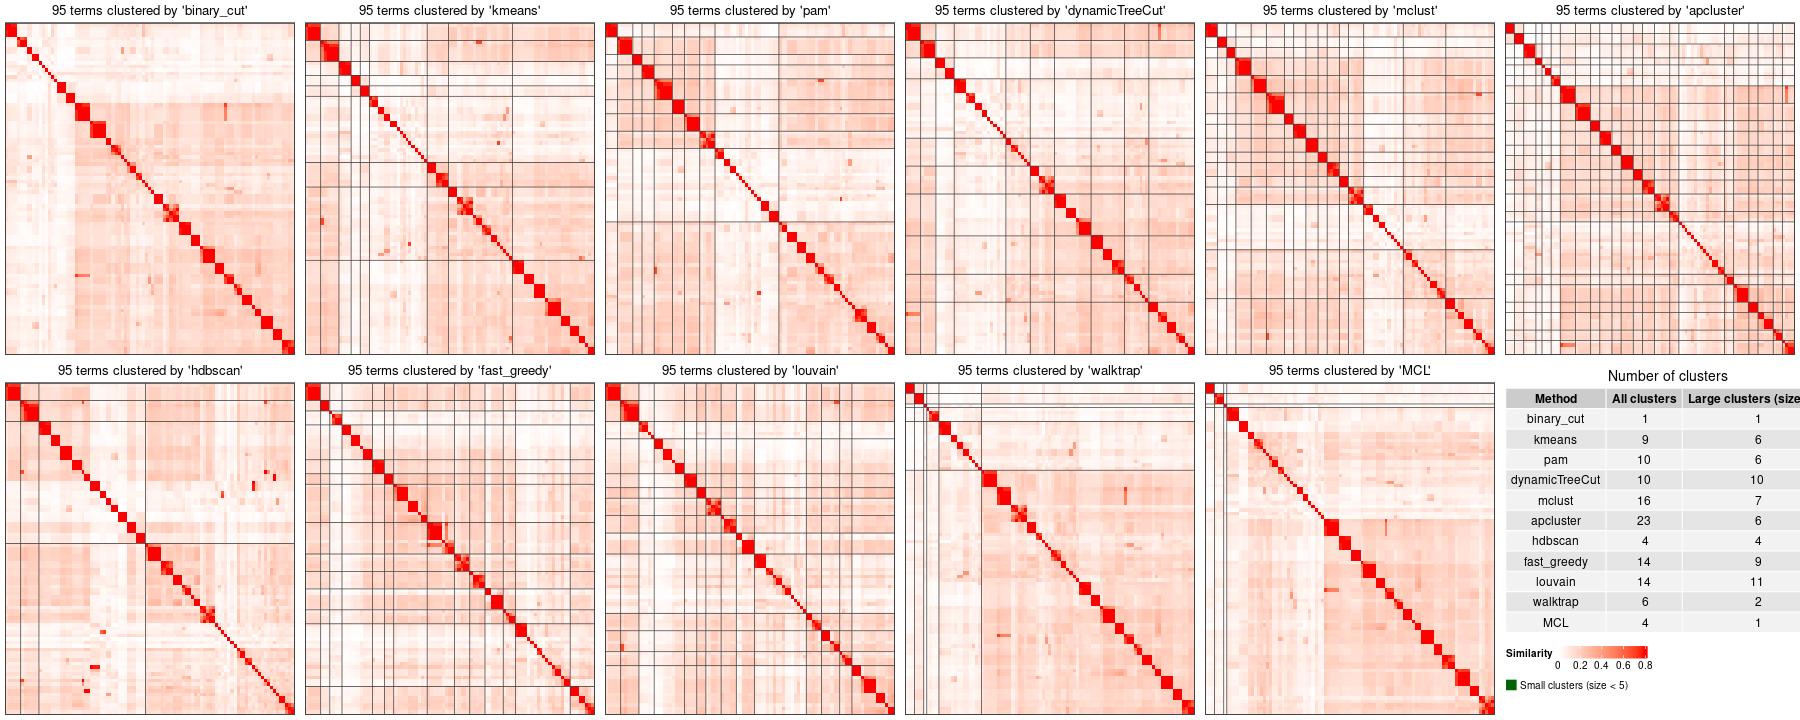 95 terms clustered by 'binary_cut'
95 terms clustered by 'kmeans'
95 terms clustered by 'pam'
95 terms clustered by 'dynamicTreeCut'
95 terms clustered by 'mclust'
95 terms clustered by 'apcluster'
95 terms clustered by 'hdbscan'
95 terms clustered by 'fast_greedy'
95 terms clustered by 'louvain'
95 terms clustered by 'walktrap'
95 terms clustered by 'MCL'
Number of clusters
Method All clusters Large clusters (size
binary_cut 1 1
kmeans 9 6
pam 10 6
dynamicTreeCut 10 10
mclust 16 7
apcluster 23 6
hdbscan 4 4
fast_greedy 14 9
louvain 14 11
walktrap 6 2
MCL 4 1
Similarity
0 0.2 0.4 0.6 0.8
Small clusters (size < 5)